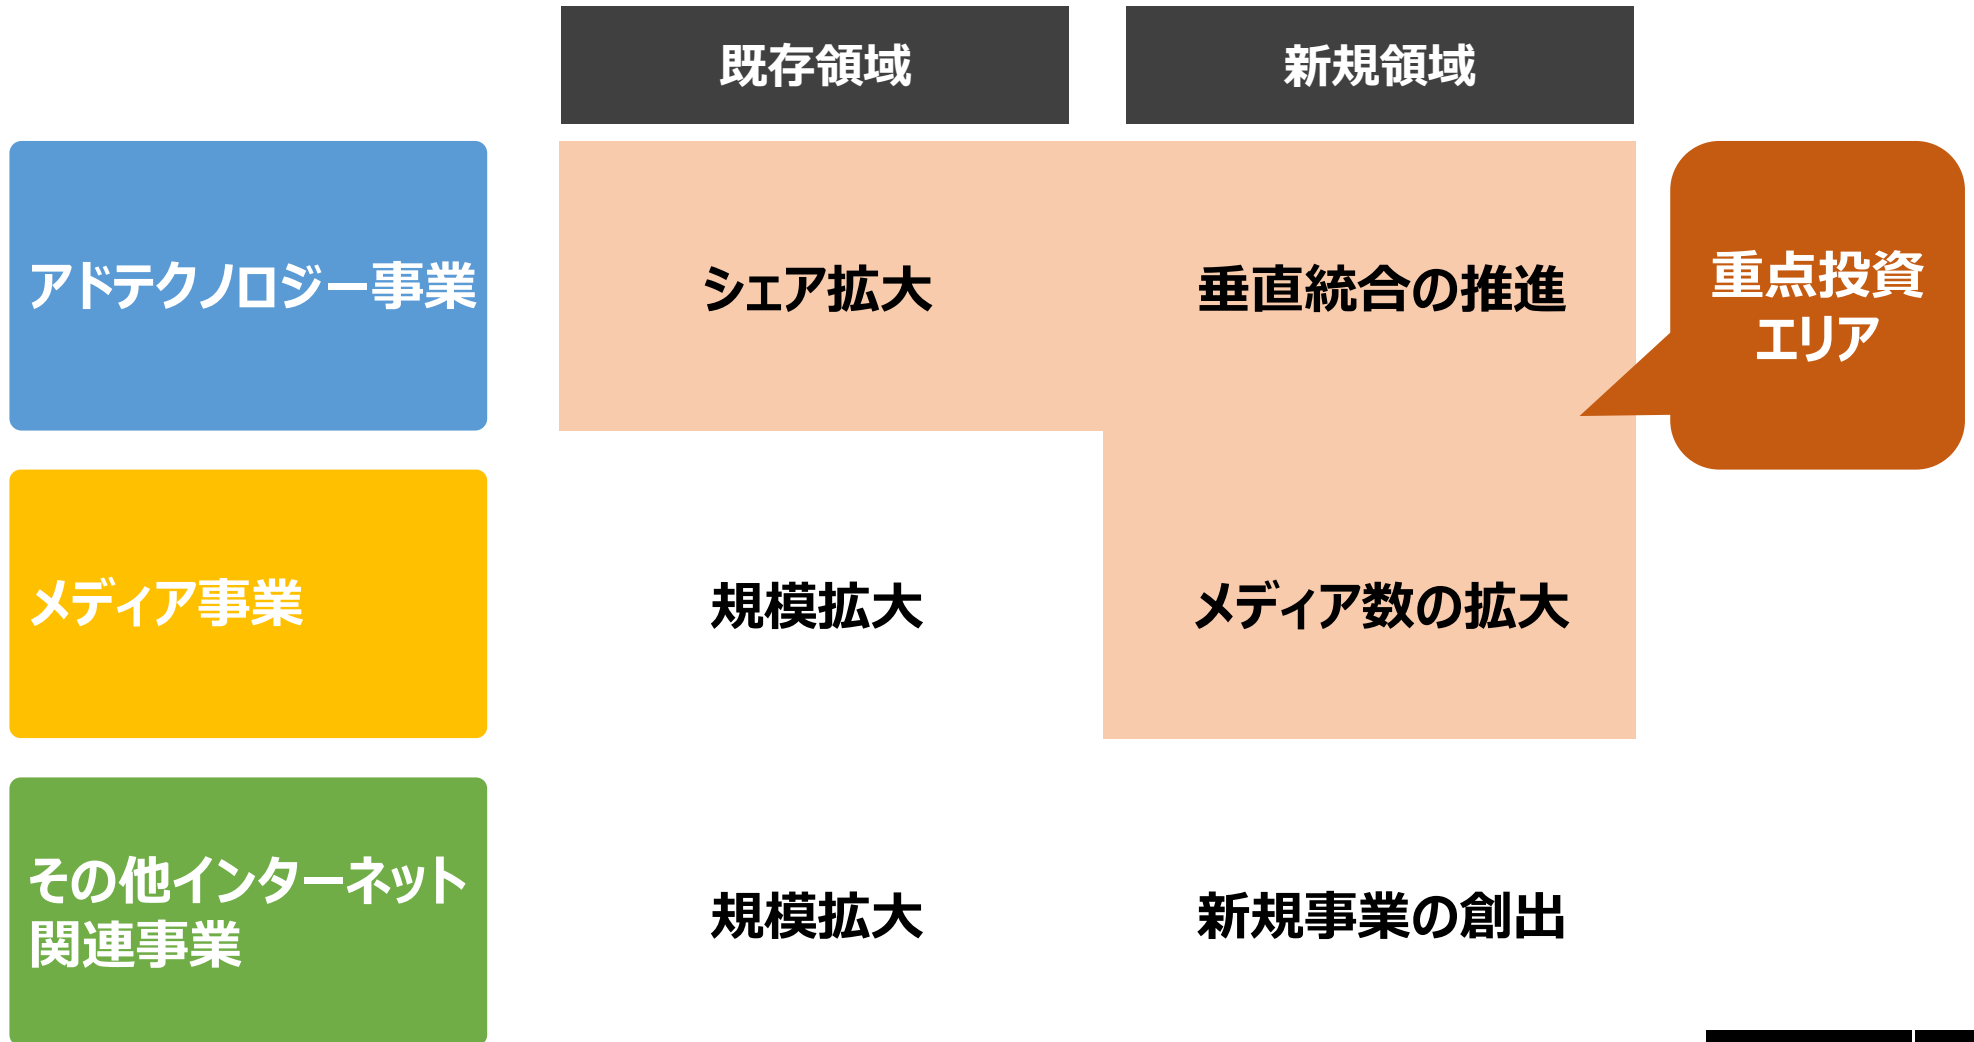 既存領域
新規領域
アドテクノロジー事業
シェア拡大
垂直統合の推進
重点投資
エリア
メディア事業
規模拡大
メディア数の拡大
その他インターネット
関連事業
規模拡大
新規事業の創出